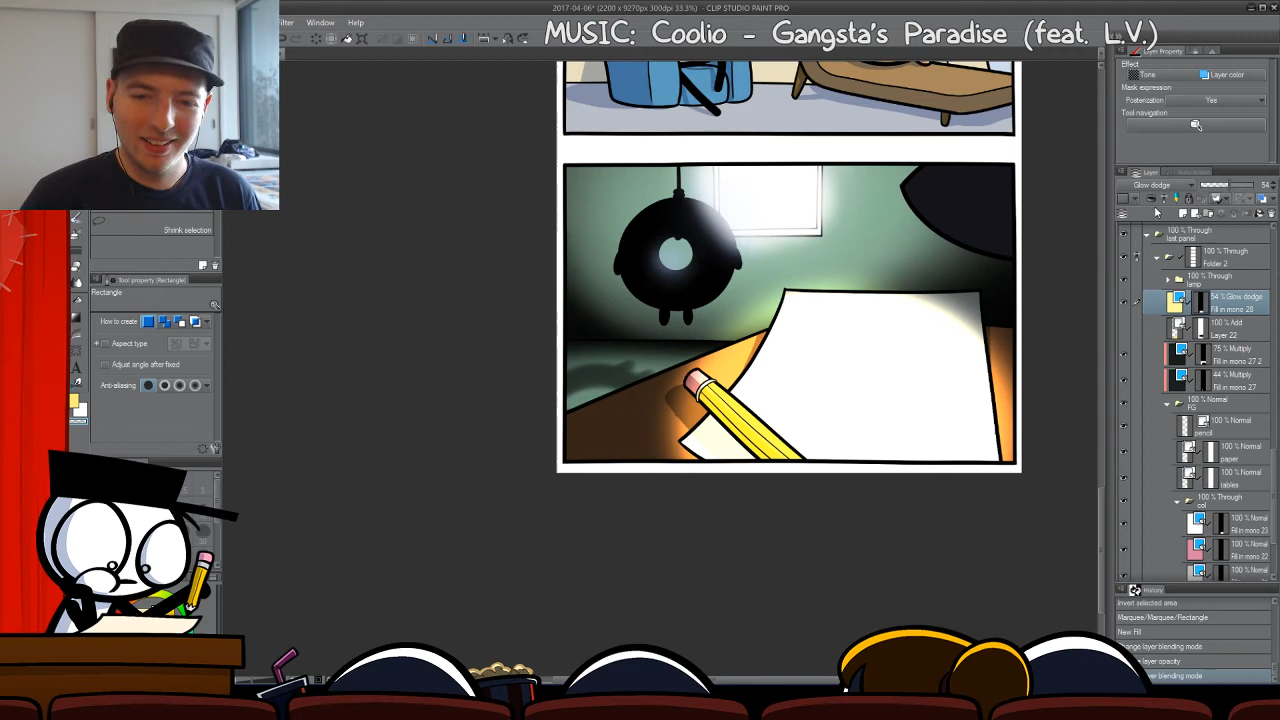 2017-04-06* (2200 x 9270px 300dpi 33.3%) - CLIP STUDIO PAINT PRO
Filter Window Help
MUSIC: Coolio - Gangsta's Paradise (feat. L.V.)
Layer Property
Effect
Tone Layer color
Mask expression
Posterization Yes
Tool navigation
Layer
Glow dodge 54
100 % Through
last panel
100 % Through
Folder 2
100 % Through
lamp
54 % Glow dodge
Fill in mono 28
100 % Add
Layer 22
75 % Multiply
Fill in mono 27 2
44 % Multiply
Fill in mono 27
100 % Normal
FG
100 % Normal
pencil
100 % Normal
paper
100 % Normal
tables
100 % Through
col
100 % Normal
Fill in mono 23
100 % Normal
Fill in mono 22
100 % Normal
History
Invert selected area
Marquee/Marquee/Rectangle
New Fill
Change layer blending mode
layer opacity
blending mode
Shrink selection
Tool property (Rectangle)
Rectangle
How to create
Aspect type
Adjust angle after fixed
Anti-aliasing